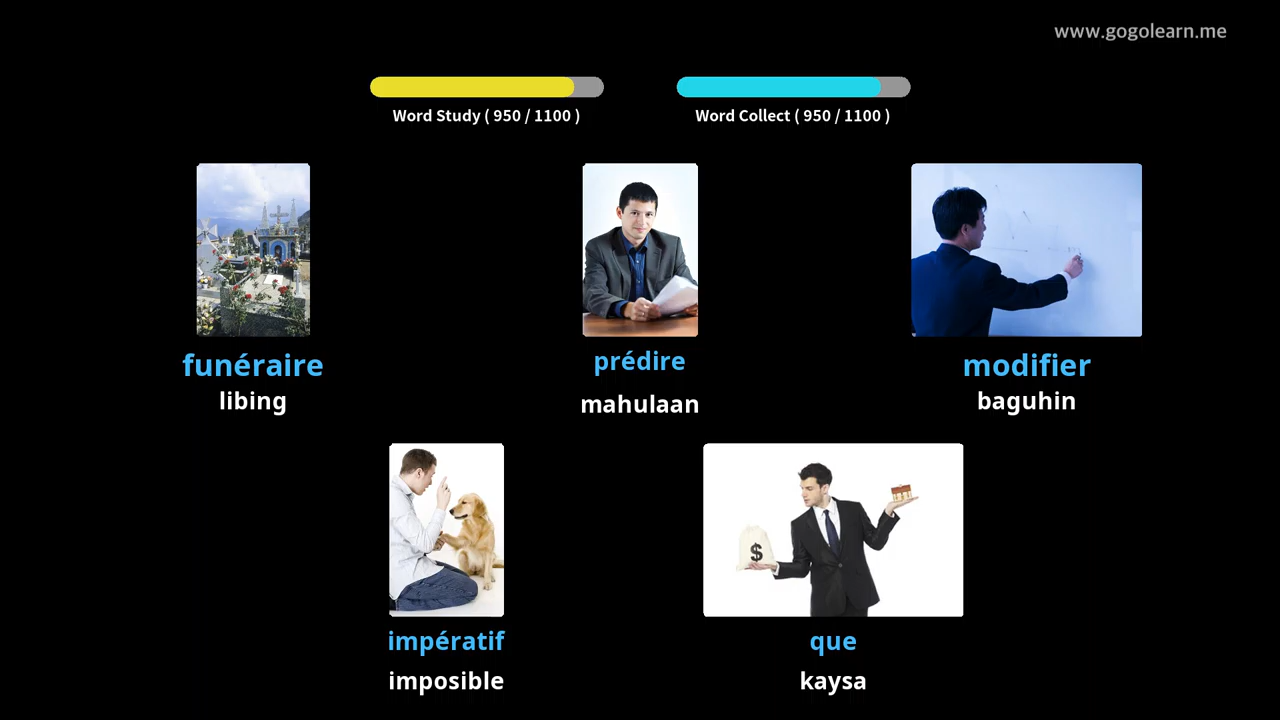 www.gogolearn.me
Word Study ( 950 / 1100 )
Word Collect ( 950 / 1100 )
funéraire
libing
prédire
mahulaan
modifier
baguhin
$
impératif
imposible
que
kaysa